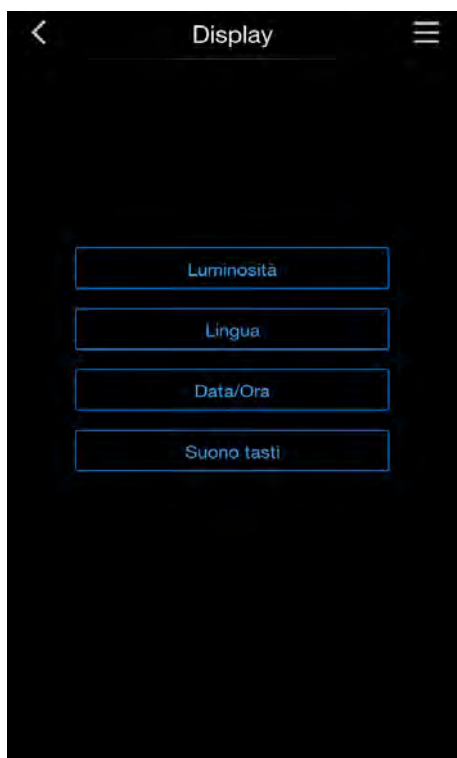 Display
Luminosità
Lingua
Data/Ora
Suono tasti